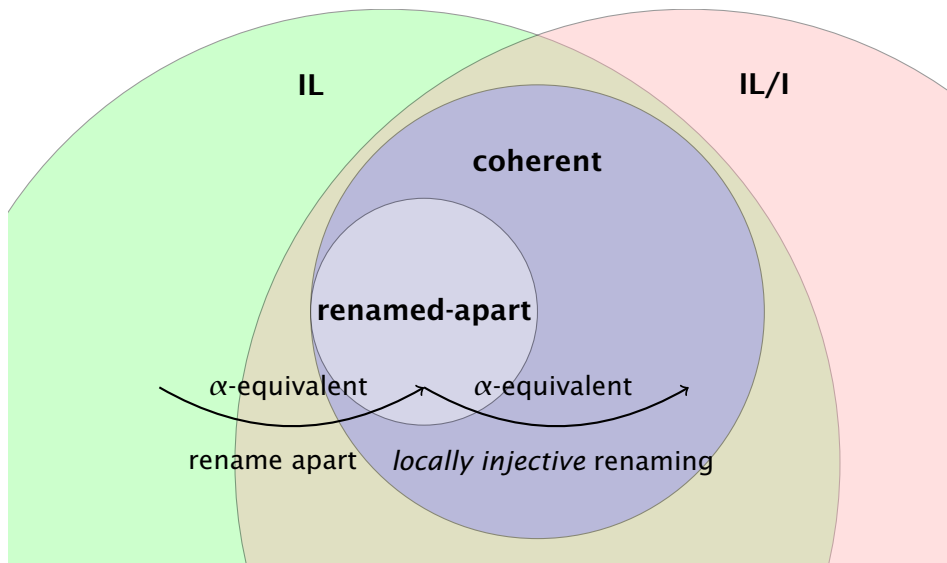 IL
IL/I
coherent
renamed-apart
α-equivalent
α-equivalent
rename apart
locally injective renaming